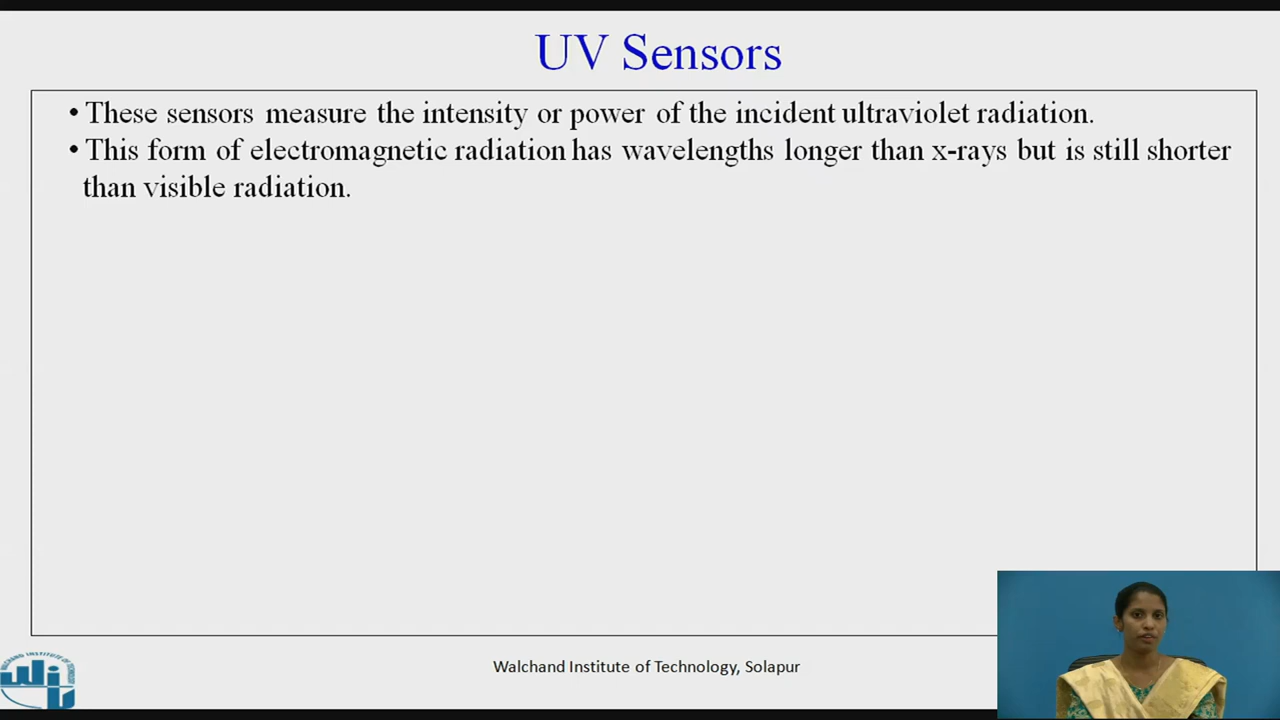 UV Sensors
• These sensors measure the intensity or power of the incident ultraviolet radiation.
• This form of electromagnetic radiation has wavelengths longer than x-rays but is still shorter
than visible radiation.
Walchand Institute of Technology, Solapur